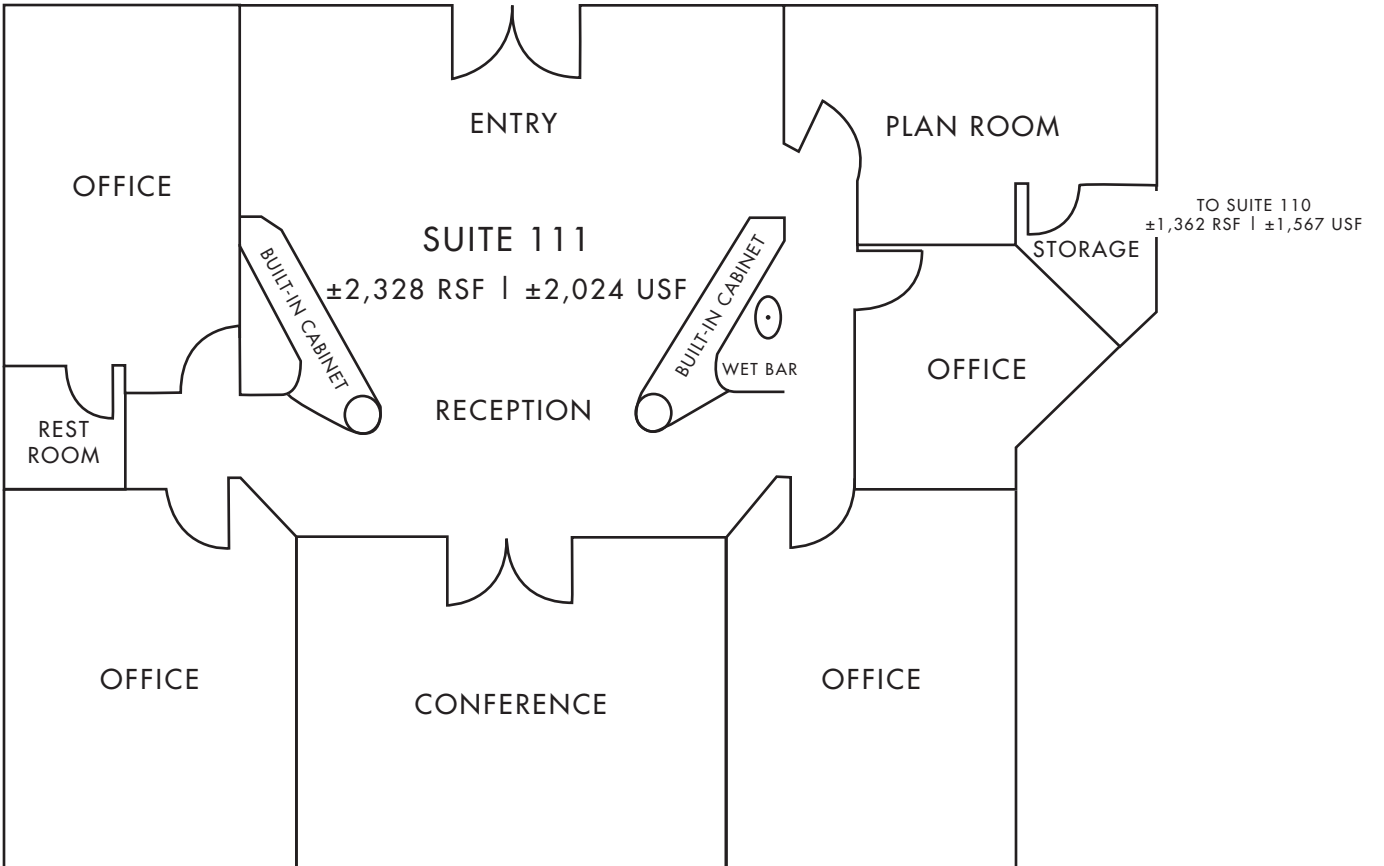 ENTRY
PLAN ROOM
OFFICE
TO SUITE 110
±1,362 RSF | ±1,567 USF
SUITE 111
±2,328 RSF | ±2,024 USF
STORAGE
BUILT-IN CABINET
BUILT-IN CABINET
WET BAR
OFFICE
RECEPTION
REST
ROOM
OFFICE
CONFERENCE
OFFICE